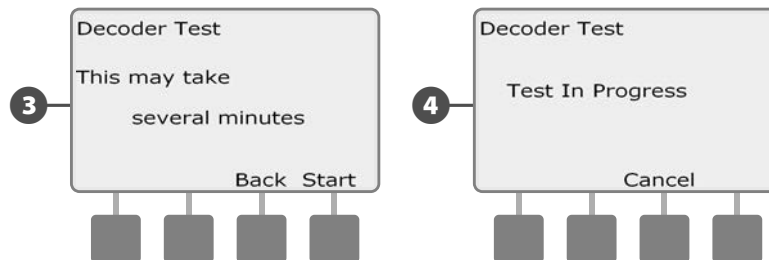 3
Decoder Test
This may take
several minutes
Back Start
4
Decoder Test
Test In Progress
Cancel